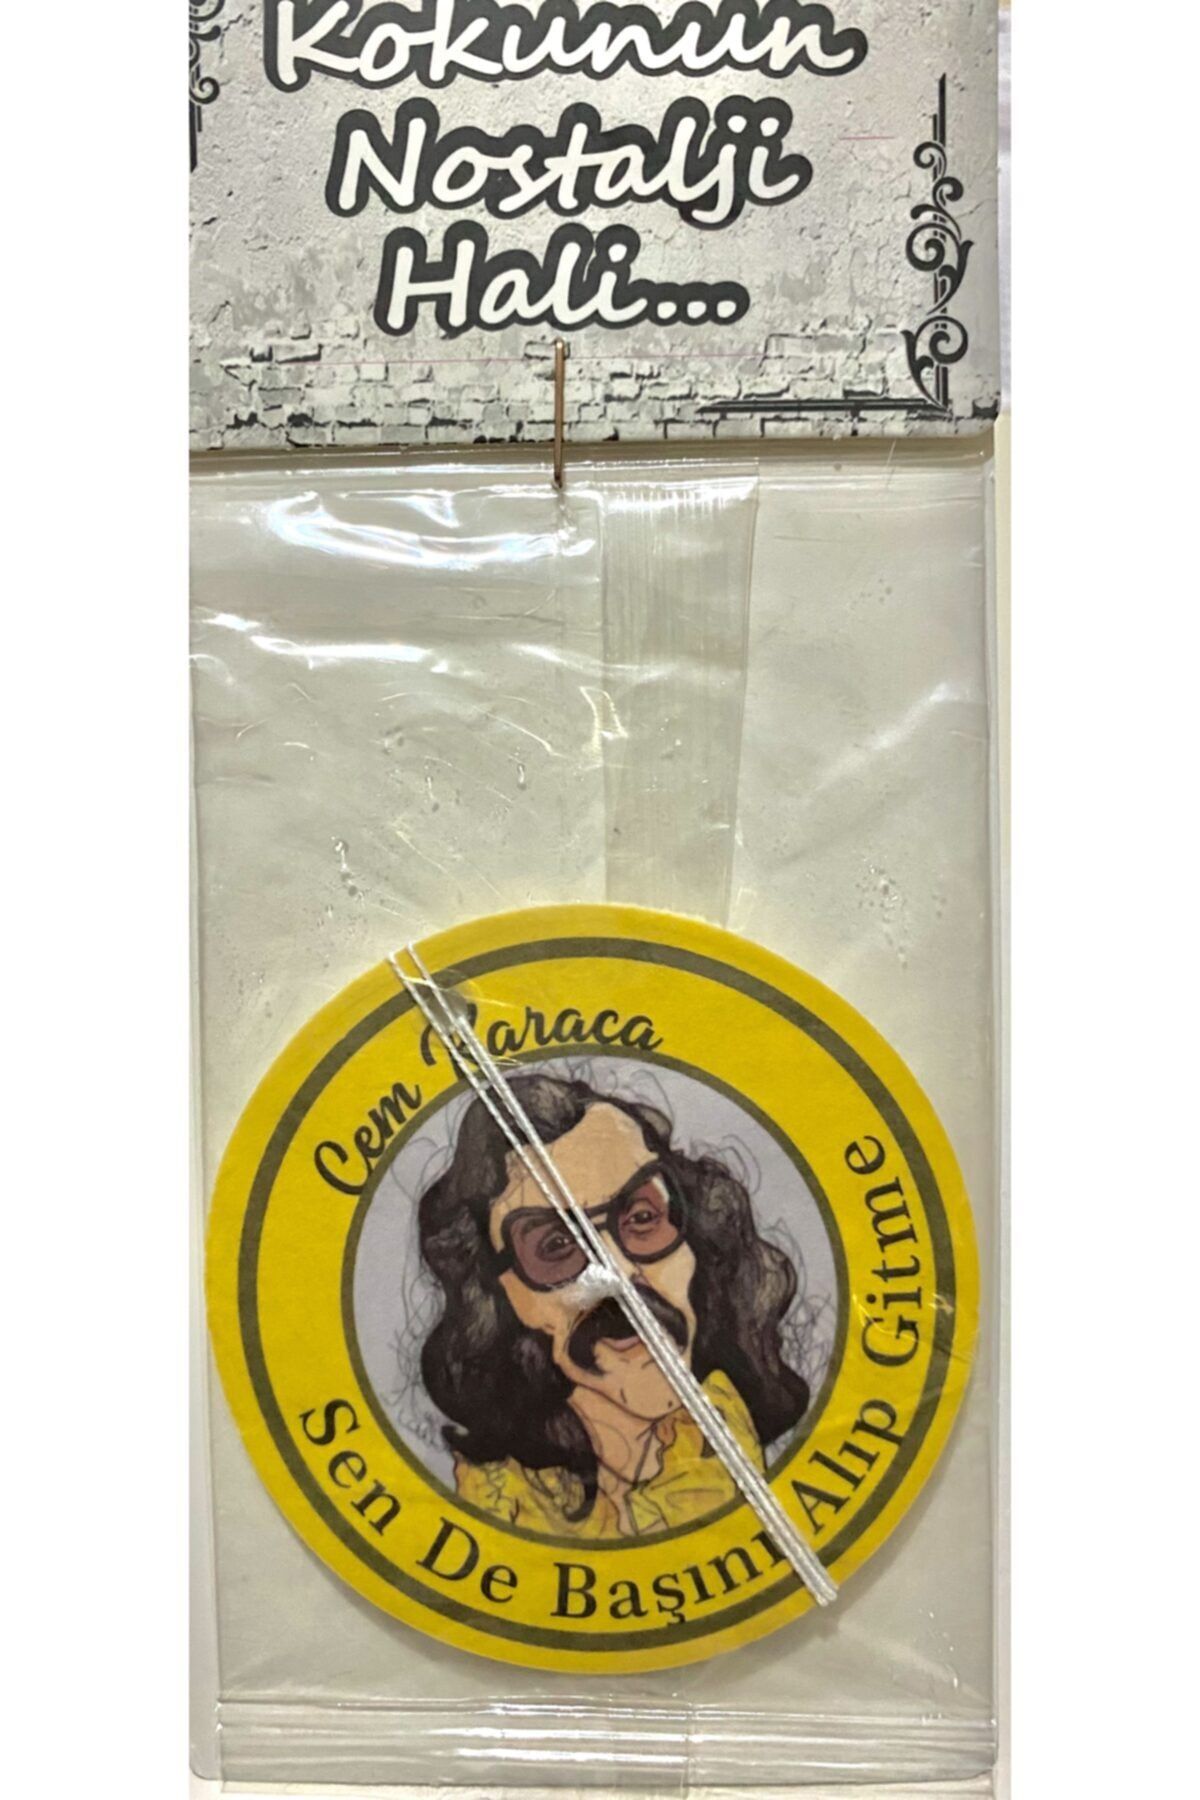 Kokunun
Nostalji
Hali...
Cem Karaca
Sen De Başını Alıp Gitme